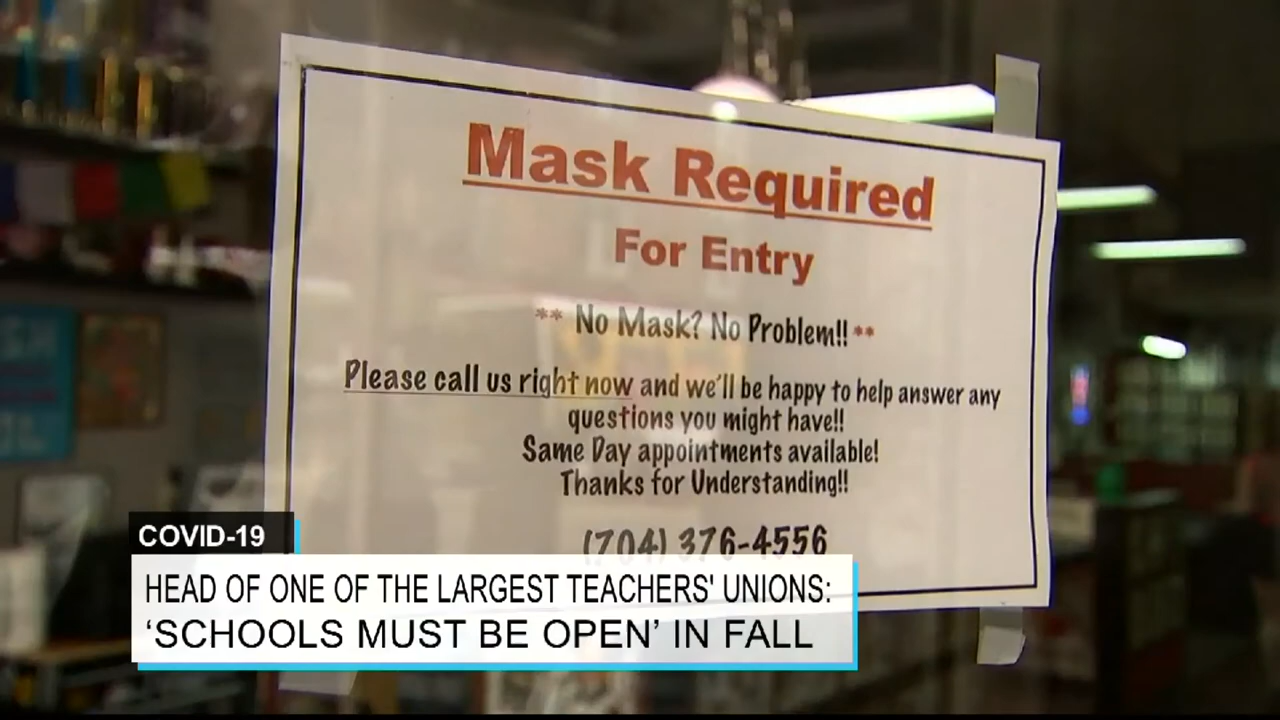 Mask Required
For Entry
** No Mask? No Problem!! **
Please call us right now and we'll be happy to help answer any
questions you might have!!
Same Day appointments available!
Thanks for Understanding!!
(704) 376-4556
COVID-19
HEAD OF ONE OF THE LARGEST TEACHERS' UNIONS:
‘SCHOOLS MUST BE OPEN’ IN FALL